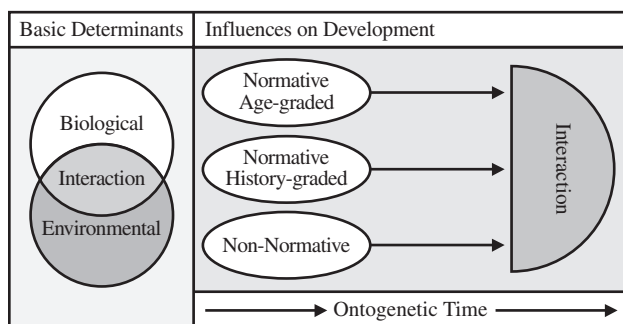 Basic Determinants
Influences on Development
Biological
Interaction
Environmental
Normative
Age-graded
Normative
History-graded
Non-Normative
Interaction
Ontogenetic Time